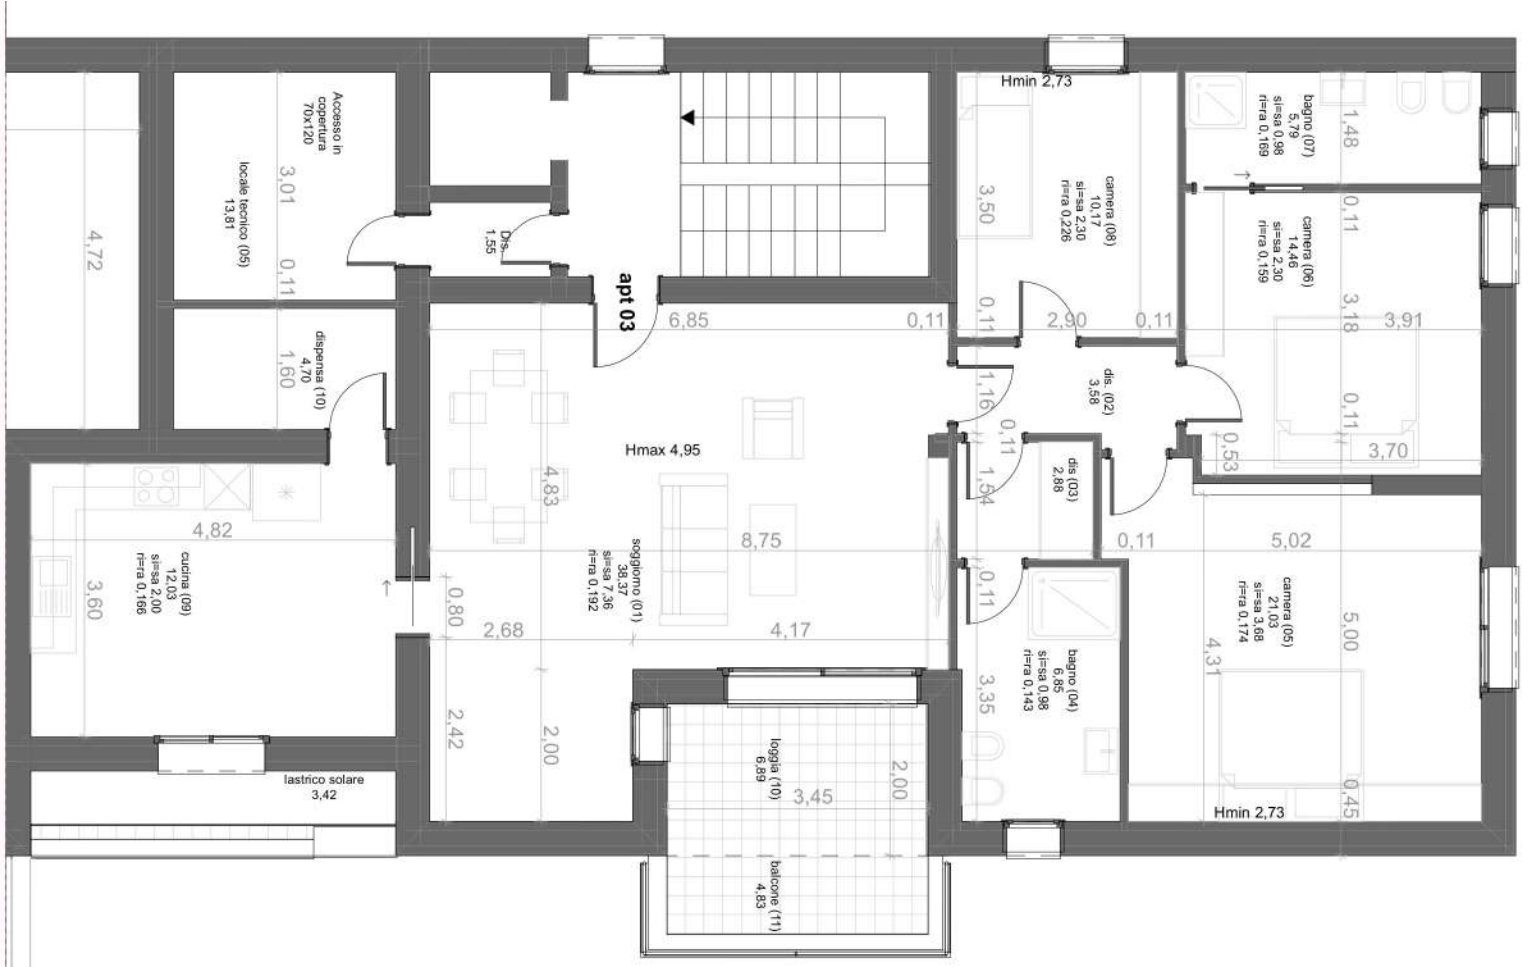 Accesso in
copertura
70x120
locale tecnico (05)
13,81
3,01
0,11
4,72
dispensa (10)
4,70
1,60
Dis.
1,55
apt 03
6,85
0,11
Hmax 4,95
4,83
8,75
soggiorno (01)
38,37
si=sa 7,36
ri=ra 0,192
2,68
4,17
0,80
2,42
2,00
4,82
3,60
cucina (09)
12,03
si=sa 2,00
ri=ra 0,166
lastrico solare
3,42
loggia (10)
6,89
3,45
2,00
balcone (11)
4,83
Hmin 2,73
3,50
camera (08)
10,17
si=sa 2,30
ri=ra 0,226
0,11
2,90
0,11
bagno (07)
5,79
si=sa 0,98
ri=ra 0,169
1,48
0,11
camera (06)
14,46
si=sa 2,30
ri=ra 0,159
3,18
3,91
0,11
3,70
0,53
dis. (02)
3,58
1,16
0,11
dis (03)
2,88
1,54
0,11
bagno (04)
6,85
si=sa 0,98
ri=ra 0,143
3,35
0,11
5,02
camera (05)
21,03
si=sa 3,68
ri=ra 0,174
4,31
5,00
0,45
Hmin 2,73